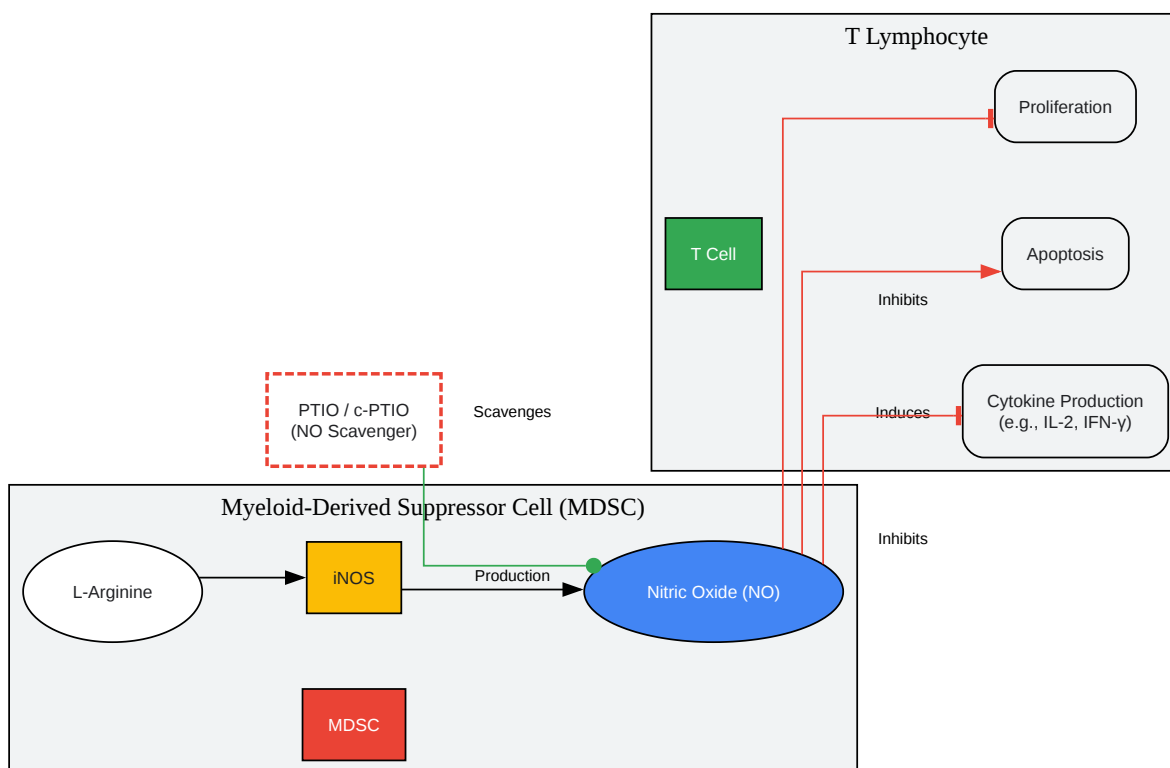 T Lymphocyte
Proliferation
T Cell
Apoptosis
Inhibits
PTIO / c-PTIO
(NO Scavenger)
Scavenges
Induces
Cytokine Production
(e.g., IL-2, IFN-γ)
Myeloid-Derived Suppressor Cell (MDSC)
Inhibits
L-Arginine
iNOS
Production
Nitric Oxide (NO)
MDSC